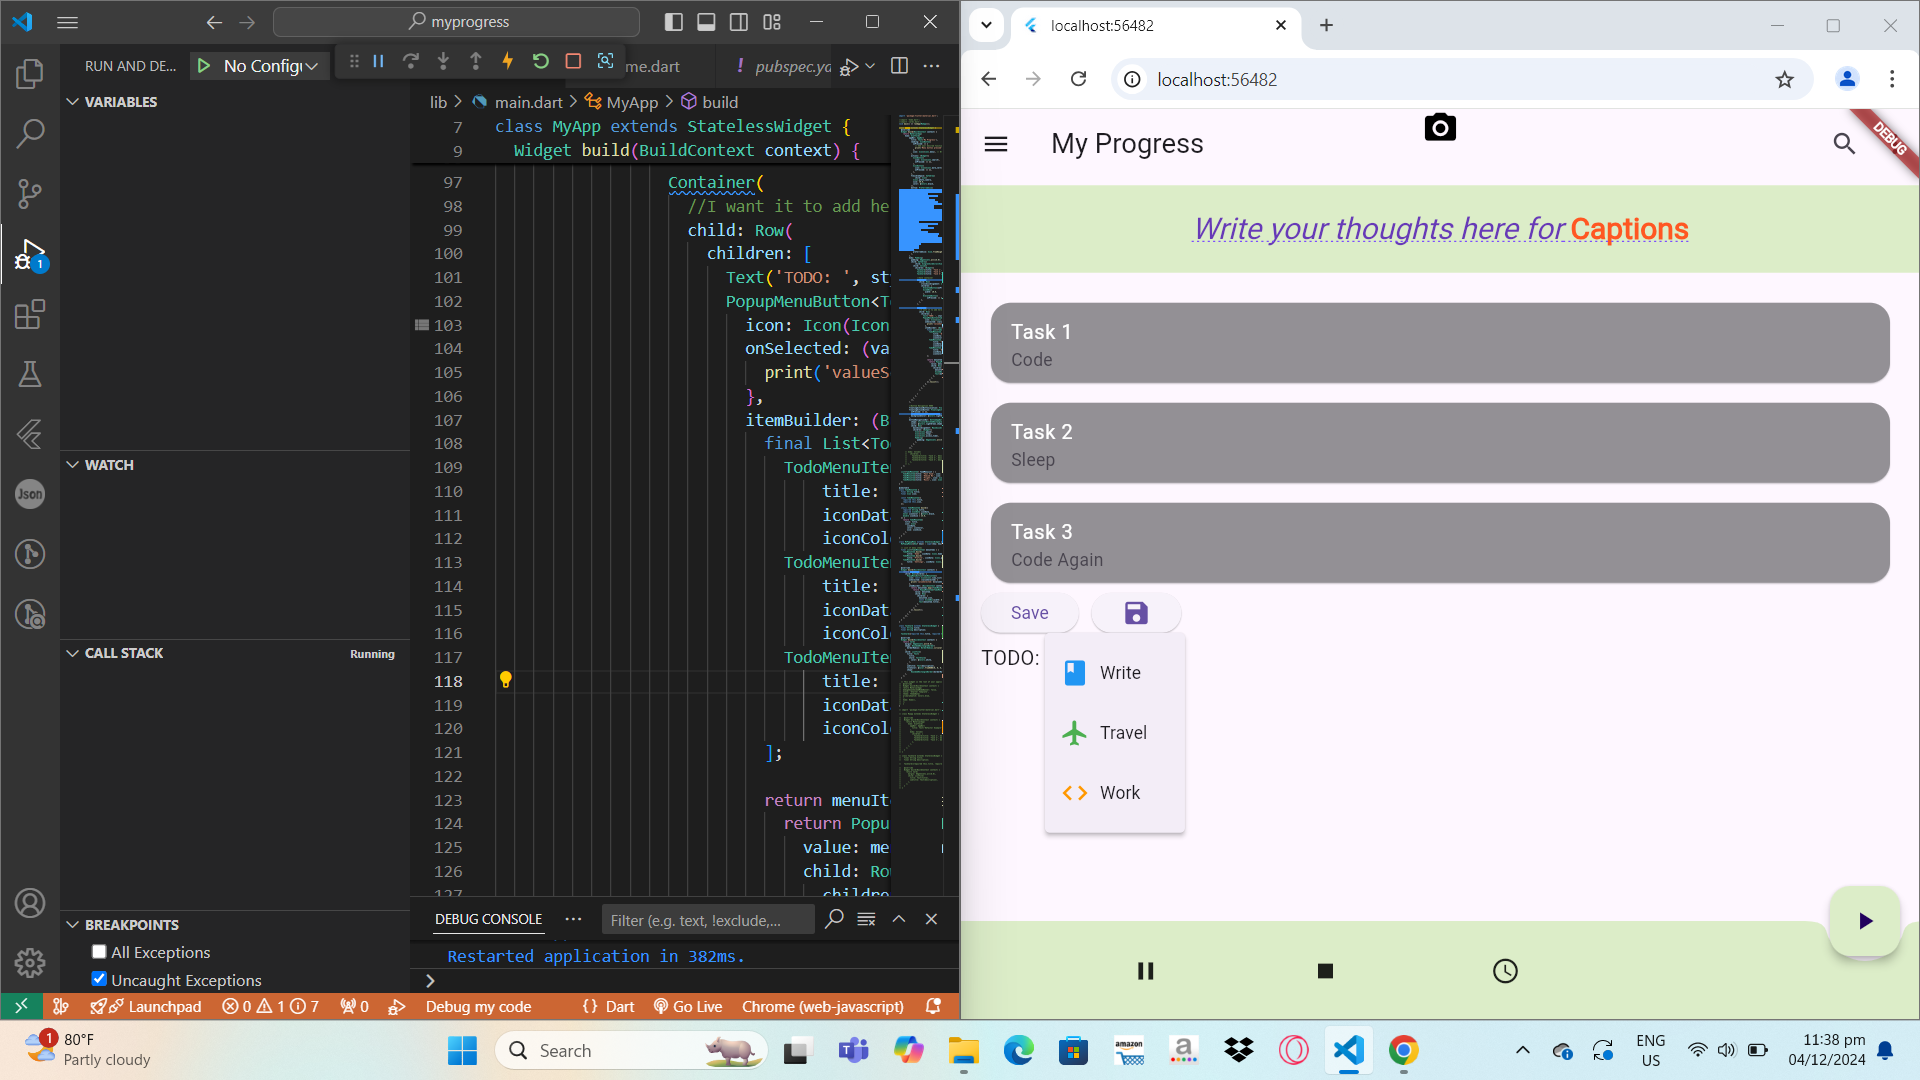 myprogress
RUN AND DE...
No Config
me.dart
! pubspec.ya
VARIABLES
WATCH
CALL STACK
Running
BREAKPOINTS
All Exceptions
Uncaught Exceptions
1
Json
lib > main.dart > MyApp > build
7 class MyApp extends StatelessWidget {
9 Widget build(BuildContext context) {
97 Container(
98 //I want it to add he
99 child: Row(
100 children: [
101 Text('TODO: ', sty
102 PopupMenuButton<To
103 icon: Icon(Icon
104 onSelected: (va
105 print('valueS
106 },
107 itemBuilder: (B
108 final List<To
109 TodoMenuIte
110 title:
111 iconDat
112 iconCol
113 TodoMenuIte
114 title:
115 iconDat
116 iconCol
117 TodoMenuIte
118 title:
119 iconDat
120 iconCol
121 ];
122
123 return menuIt
124 return Popu
125 value: me
126 child: Row
127 childre
DEBUG CONSOLE
Filter (e.g. text, !exclude,...
Restarted application in 382ms.
Launchpad
0 1 7
0
Debug my code
{ } Dart
Go Live
Chrome (web-javascript)
localhost:56482
localhost:56482
My Progress
DEBUG
Write your thoughts here for Captions
Task 1
Code
Task 2
Sleep
Task 3
Code Again
Save
TODO:
Write
Travel
Work
1
80°F
Partly cloudy
Search
amazon
a
ENG
US
11:38 pm
04/12/2024